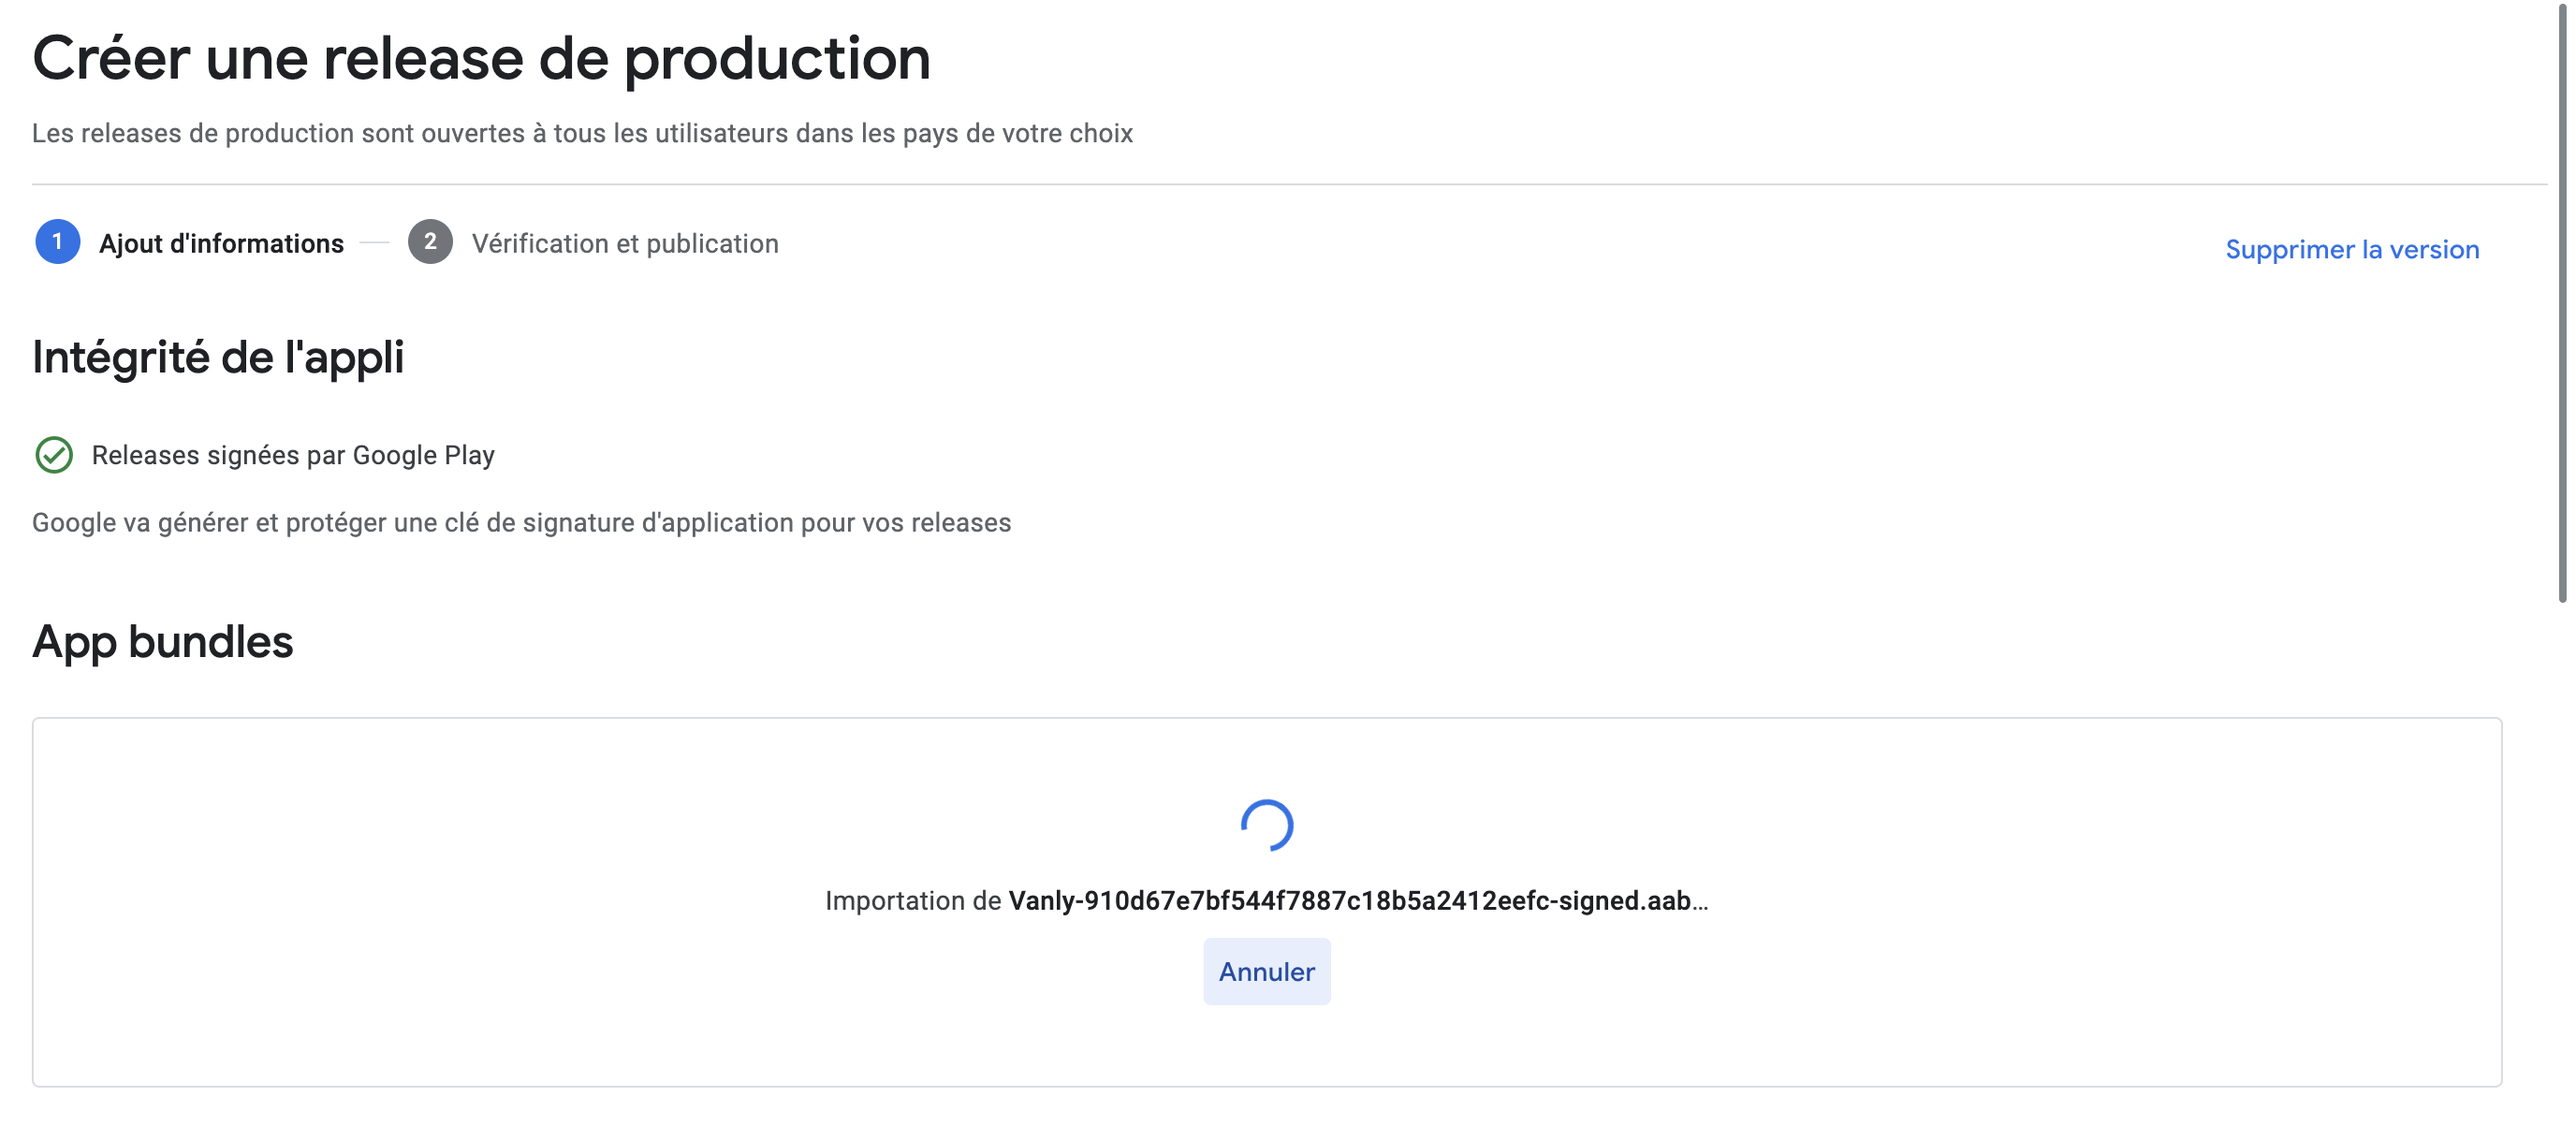 Créer une release de production
Les releases de production sont ouvertes à tous les utilisateurs dans les pays de votre choix
1 Ajout d'informations — 2 Vérification et publication
Supprimer la version
Intégrité de l'appli
Releases signées par Google Play
Google va générer et protéger une clé de signature d'application pour vos releases
App bundles
Importation de Vanly-910d67e7bf544f7887c18b5a2412eefc-signed.aab...
Annuler